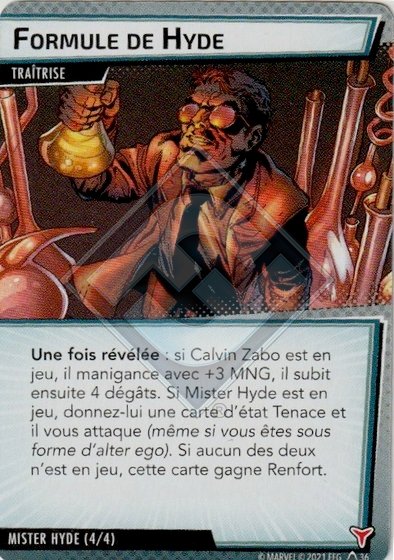 FORMULE DE HYDE
TRAÎTRISE
Une fois révélée : si Calvin Zabo est en
jeu, il manigance avec +3 MNG, il subit
ensuite 4 dégâts. Si Mister Hyde est en
jeu, donnez-lui une carte d'état Tenace et
il vous attaque (même si vous êtes sous
forme d'alter ego). Si aucun des deux
n'est en jeu, cette carte gagne Renfort.
MISTER HYDE (4/4)
© MARVEL © 2021 FFG 36